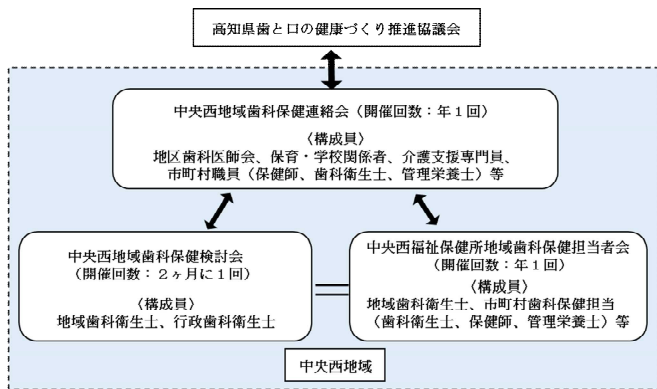 高知県歯と口の健康づくり推進協議会
中央西地域歯科保健連絡会（開催回数：年１回）
〈構成員〉
地区歯科医師会、保育・学校関係者、介護支援専門員、
市町村職員（保健師、歯科衛生士、管理栄養士）等
中央西地域歯科保健検討会
（開催回数：２ヶ月に１回）
〈構成員〉
地域歯科衛生士、行政歯科衛生士
中央西福祉保健所地域歯科保健担当者会
（開催回数：年１回）
〈構成員〉
地域歯科衛生士、市町村歯科保健担当
（歯科衛生士、保健師、管理栄養士）等
中央西地域